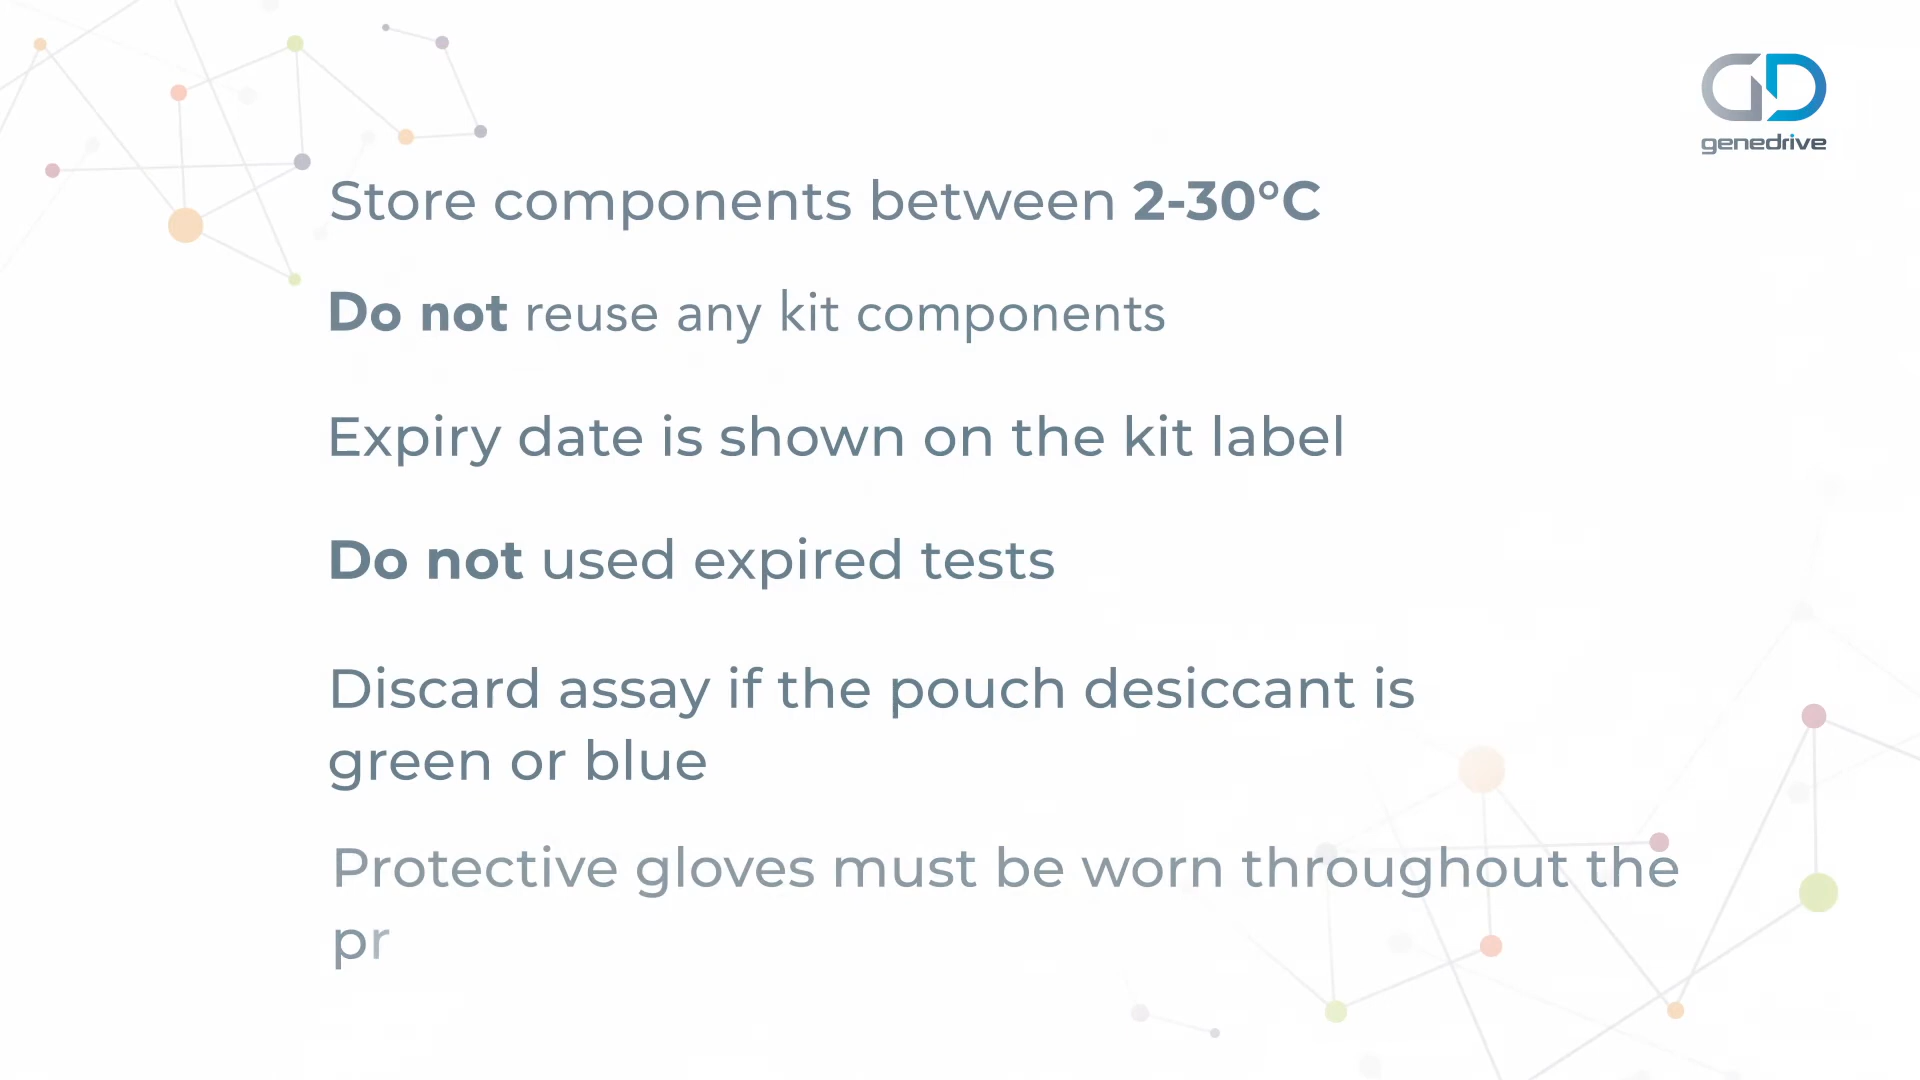 genedrive
Store components between 2-30°C
Do not reuse any kit components
Expiry date is shown on the kit label
Do not used expired tests
Discard assay if the pouch desiccant is
green or blue
Protective gloves must be worn throughout the
pr